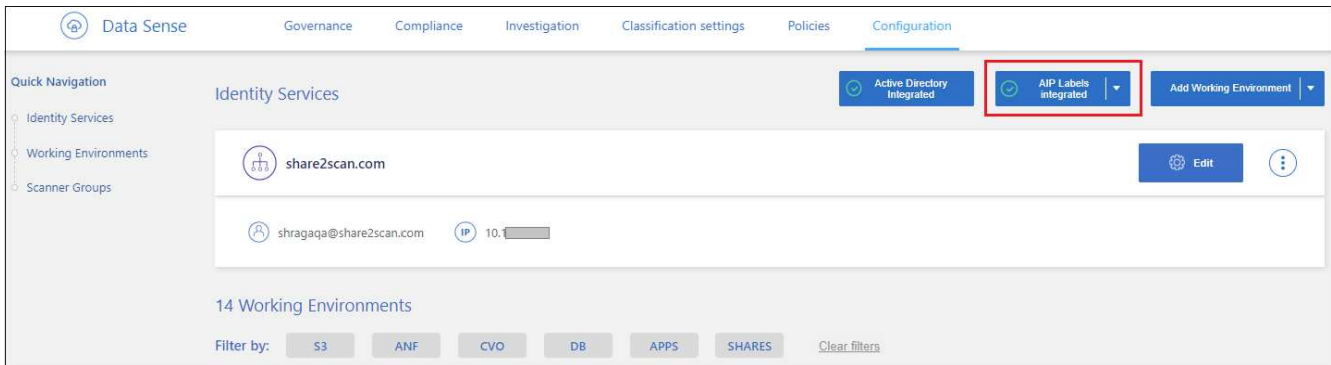 Data Sense Governance Compliance Investigation Classification settings Policies Configuration
Quick Navigation
Identity Services
Working Environments
Scanner Groups
Identity Services
Active Directory
Integrated
AIP Labels
integrated
Add Working Environment
share2scan.com
Edit
shragaqa@share2scan.com IP 10.1
14 Working Environments
Filter by: S3 ANF CVO DB APPS SHARES Clear filters